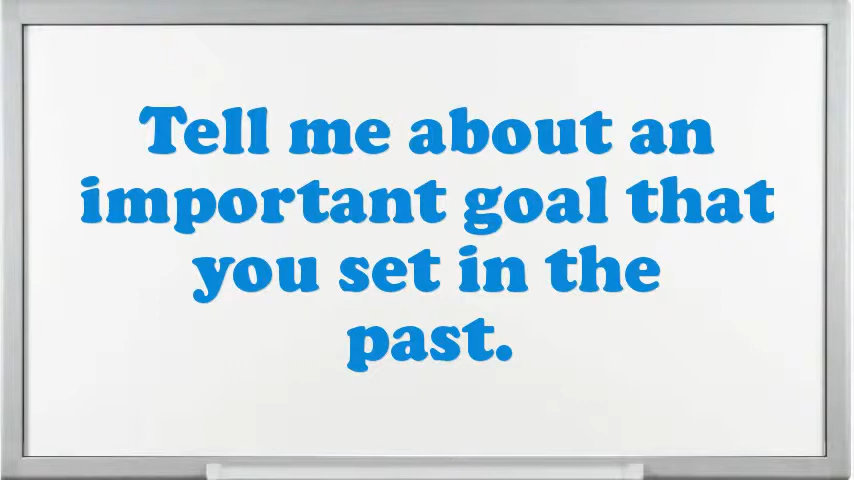 Tell me about an
important goal that
you set in the
past.